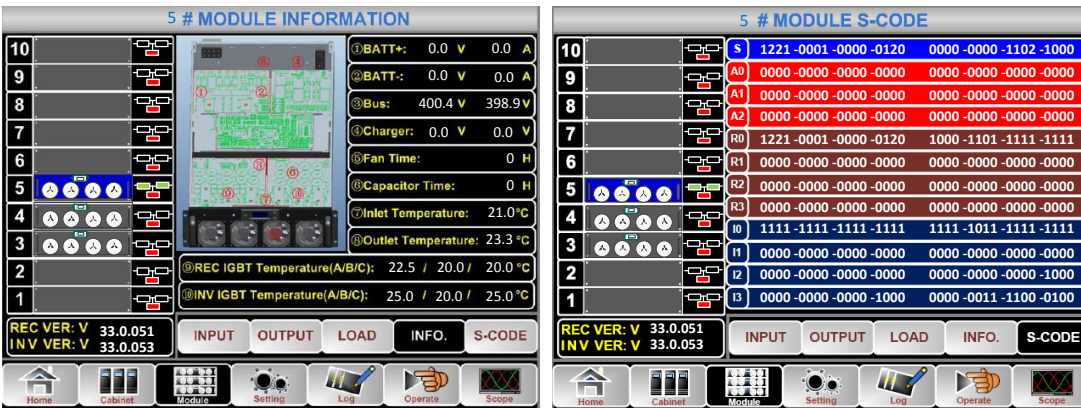 5 # MODULE INFORMATION
10
9
8
7
6
5
4
3
2
1
①BATT+: 0.0 V 0.0 A
②BATT-: 0.0 V 0.0 A
③Bus: 400.4 V 398.9 V
④Charger: 0.0 V 0.0 V
⑤Fan Time: 0 H
⑥Capacitor Time: 0 H
⑦Inlet Temperature: 21.0°C
⑧Outlet Temperature: 23.3 °C
⑨REC IGBT Temperature(A/B/C): 22.5 / 20.0 / 20.0 °C
⑩INV IGBT Temperature(A/B/C): 25.0 / 20.0 / 25.0 °C
⑧ ④
① ②
③ ⑥
⑨ ⑩
⑦
REC VER: V 33.0.051
INV VER: V 33.0.053
INPUT OUTPUT LOAD INFO. S-CODE
Home Cabinet Module Setting Log Operate Scope
5 # MODULE S-CODE
10
9
8
7
6
5
4
3
2
1
S 1221 -0001 -0000 -0120 0000 -0000 -1102 -1000
A0 0000 -0000 -0000 -0000 0000 -0000 -0000 -0000
A1 0000 -0000 -0000 -0000 0000 -0000 -0000 -0000
A2 0000 -0000 -0000 -0000 0000 -0000 -0000 -0000
R0 1221 -0001 -0000 -0120 1000 -1101 -1111 -1111
R1 0000 -0000 -0000 -0000 0000 -0000 -0000 -0000
R2 0000 -0000 -0000 -0000 0000 -0000 -0000 -0000
R3 0000 -0000 -0000 -0000 0000 -0000 -0000 -0000
I0 1111 -1111 -1111 -1111 1111 -1011 -1111 -1111
I1 0000 -0000 -0000 -0000 0000 -0000 -0000 -0000
I2 0000 -0000 -0000 -0000 0000 -0000 -0000 -1000
I3 0000 -0000 -0000 -1000 0000 -0011 -1100 -0100
REC VER: V 33.0.051
INV VER: V 33.0.053
INPUT OUTPUT LOAD INFO. S-CODE
Home Cabinet Module Setting Log Operate Scope